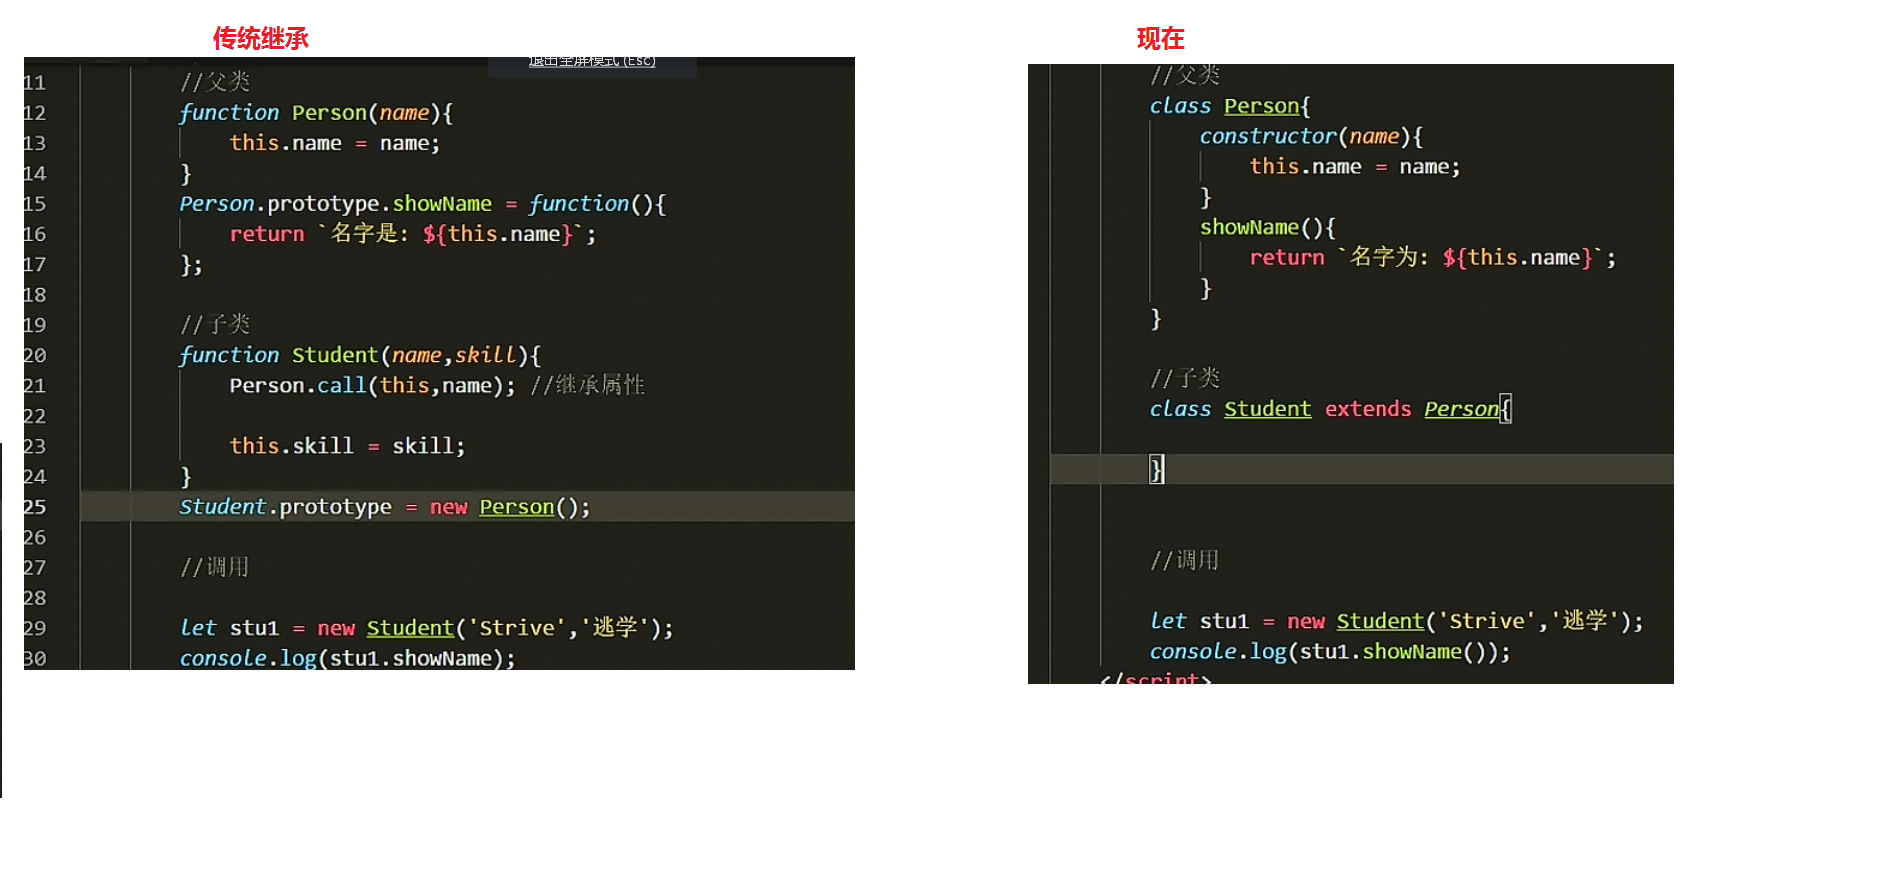 传统继承
退出全屏模式 (Esc)
11 //父类
12 function Person(name){
13 this.name = name;
14 }
15 Person.prototype.showName = function(){
16 return `名字是: ${this.name}`;
17 };
18
19 //子类
20 function Student(name,skill){
21 Person.call(this,name); //继承属性
22
23 this.skill = skill;
24 }
25 Student.prototype = new Person();
26
27 //调用
28
29 let stu1 = new Student('Strive','逃学');
30 console.log(stu1.showName);
现在
//父类
class Person{
constructor(name){
this.name = name;
}
showName(){
return `名字为: ${this.name}`;
}
}
//子类
class Student extends Person{
}
//调用
let stu1 = new Student('Strive','逃学');
console.log(stu1.showName());
</script>